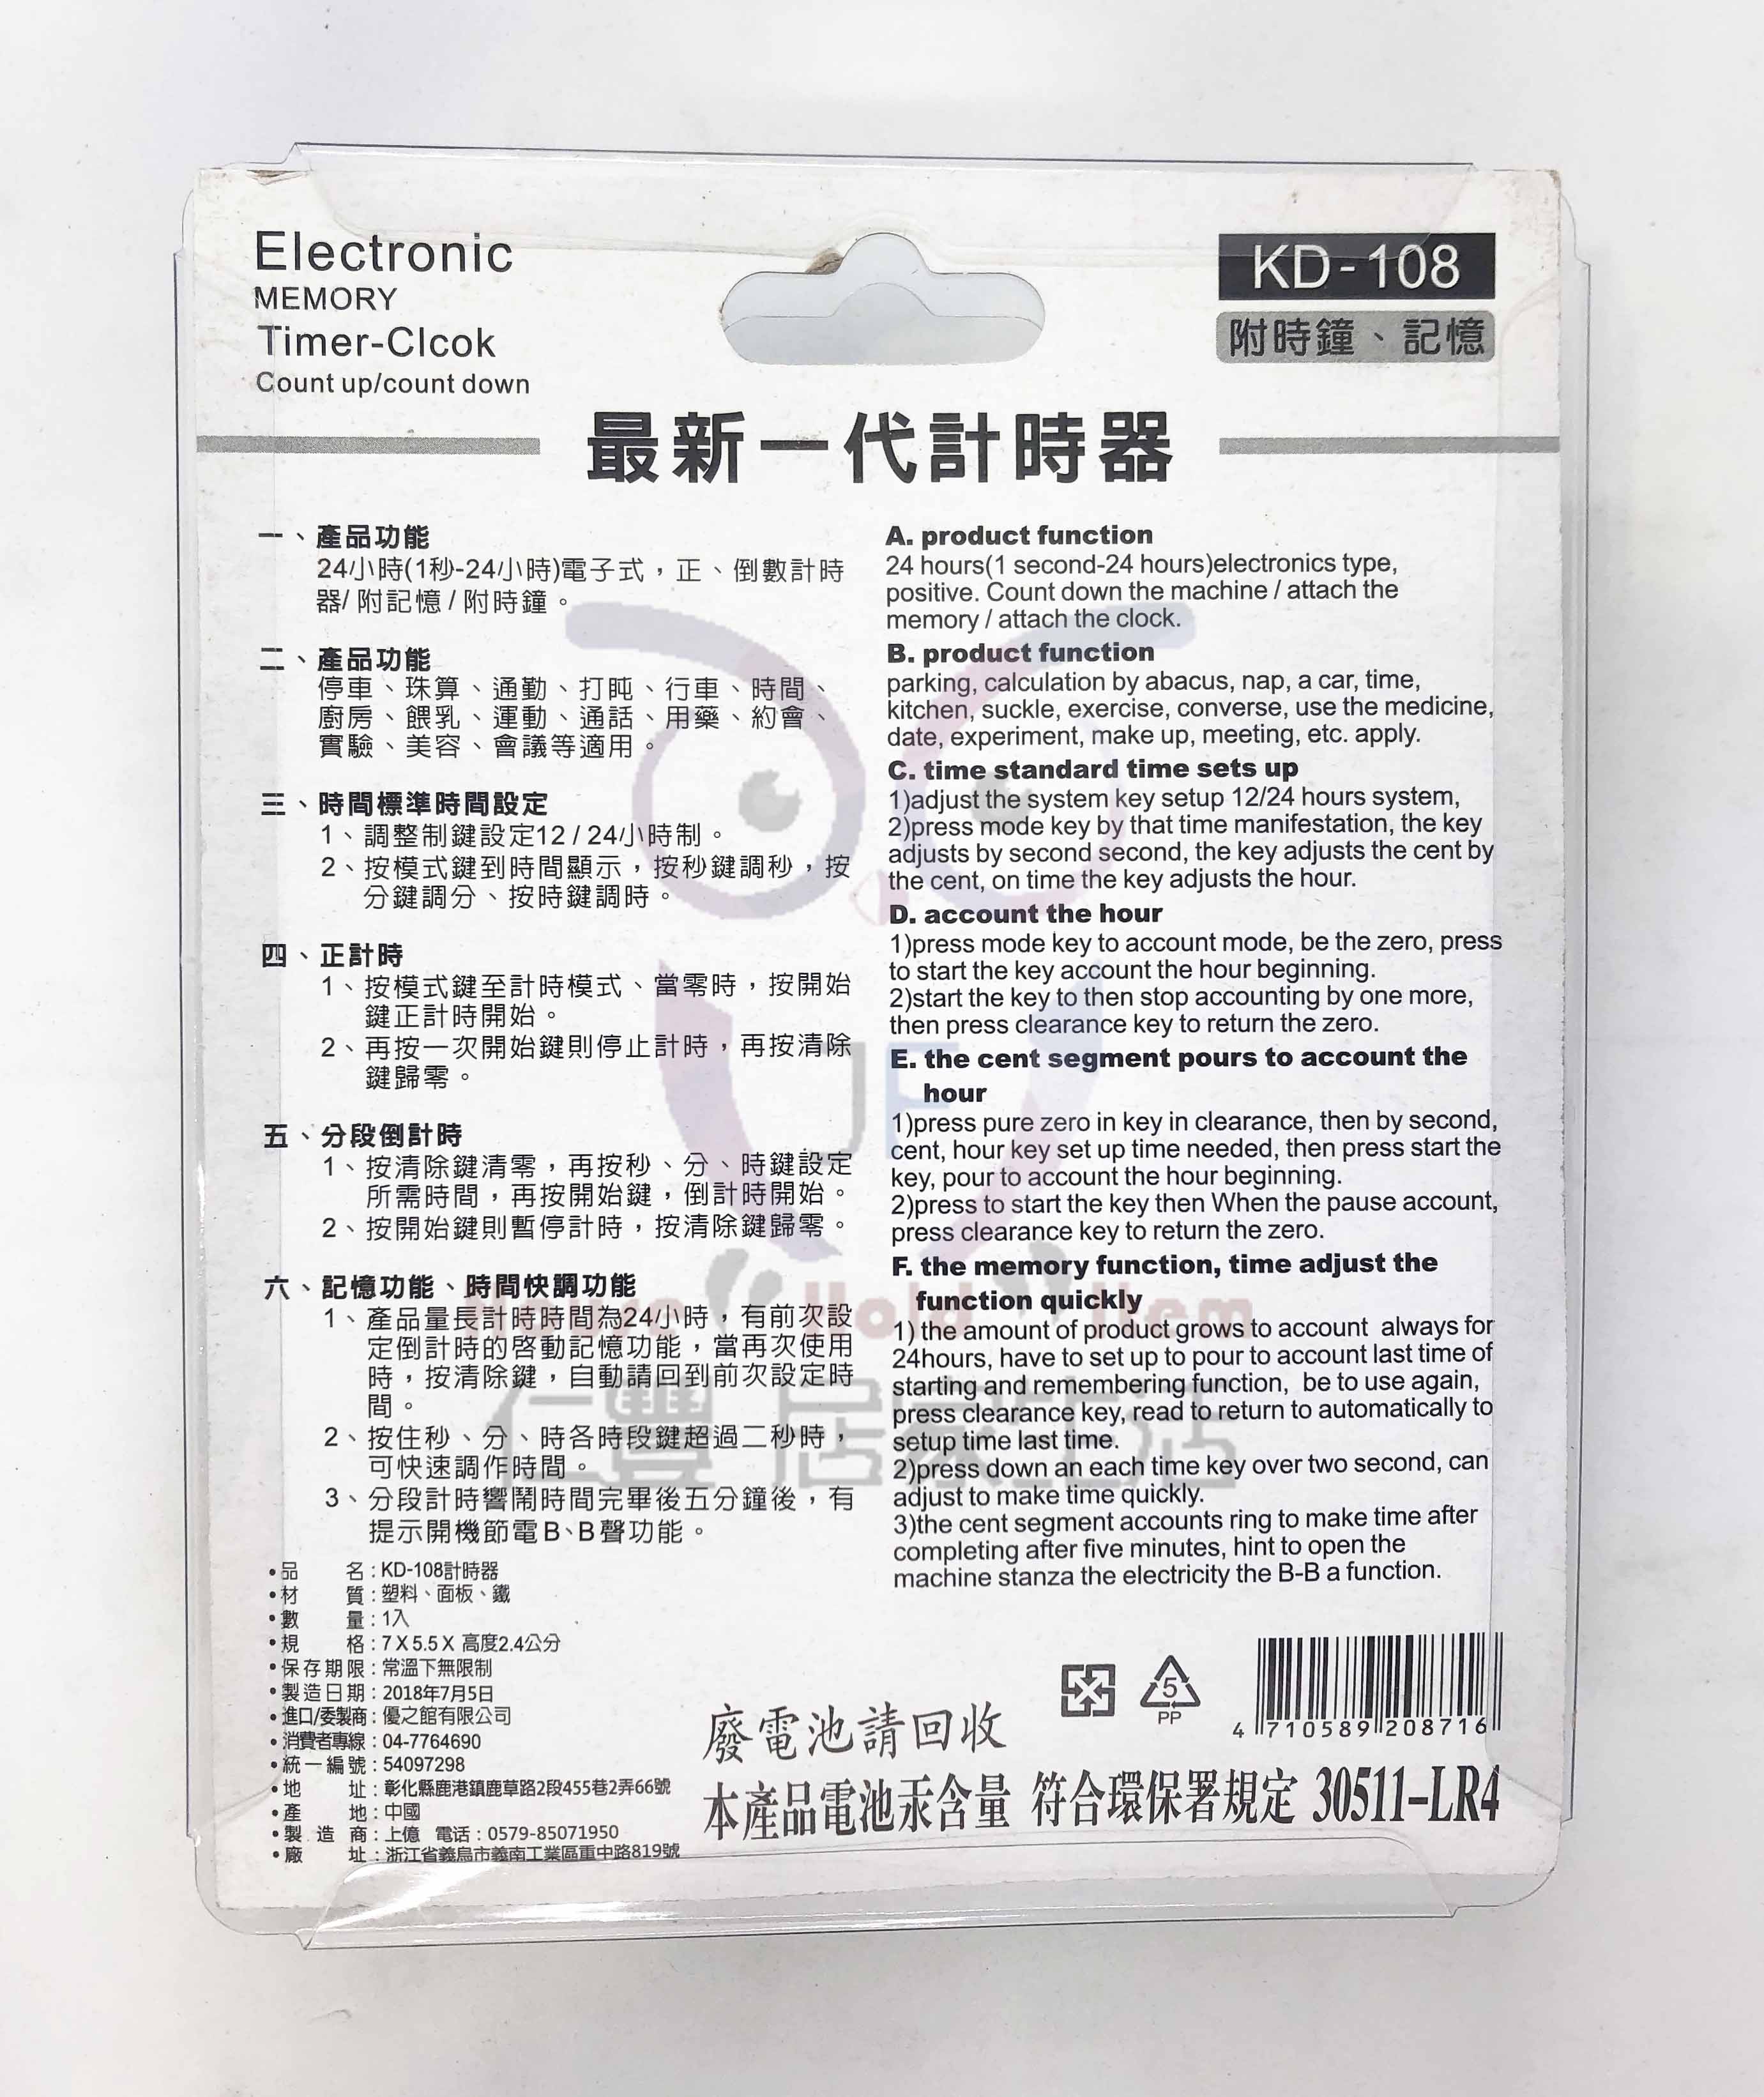 Electronic
MEMORY
Timer-Clcok
Count up/count down
KD-108
附時鐘、記憶
最新一代計時器
一、產品功能
24小時(1秒-24小時)電子式，正、倒數計時
器/ 附記憶 / 附時鐘。
二、產品功能
停車、珠算、通勤、打盹、行車、時間、
廚房、餵乳、運動、通話、用藥、約會、
實驗、美容、會議等適用。
三、時間標準時間設定
1、調整制鍵設定12 / 24小時制。
2、按模式鍵到時間顯示，按秒鍵調秒，按
分鍵調分、按時鍵調時。
四、正計時
1、按模式鍵至計時模式、當零時，按開始
鍵正計時開始。
2、再按一次開始鍵則停止計時，再按清除
鍵歸零。
五、分段倒計時
1、按清除鍵清零，再按秒、分、時鍵設定
所需時間，再按開始鍵，倒計時開始。
2、按開始鍵則暫停計時，按清除鍵歸零。
六、記憶功能、時間快調功能
1、產品量長計時時間為24小時，有前次設
定倒計時的啓動記憶功能，當再次使用
時，按清除鍵，自動請回到前次設定時
間。
2、按住秒、分、時各時段鍵超過二秒時，
可快速調作時間。
3、分段計時響鬧時間完畢後五分鐘後，有
提示開機節電B、B聲功能。
A. product function
24 hours(1 second-24 hours)electronics type,
positive. Count down the machine / attach the
memory / attach the clock.
B. product function
parking, calculation by abacus, nap, a car, time,
kitchen, suckle, exercise, converse, use the medicine,
date, experiment, make up, meeting, etc. apply.
C. time standard time sets up
1)adjust the system key setup 12/24 hours system,
2)press mode key by that time manifestation, the key
adjusts by second second, the key adjusts the cent by
the cent, on time the key adjusts the hour.
D. account the hour
1)press mode key to account mode, be the zero, press
to start the key account the hour beginning.
2)start the key to then stop accounting by one more,
then press clearance key to return the zero.
E. the cent segment pours to account the
hour
1)press pure zero in key in clearance, then by second,
cent, hour key set up time needed, then press start the
key, pour to account the hour beginning.
2)press to start the key then When the pause account,
press clearance key to return the zero.
F. the memory function, time adjust the
function quickly
1) the amount of product grows to account always for
24hours, have to set up to pour to account last time of
starting and remembering function, be to use again,
press clearance key, read to return to automatically to
setup time last time.
2)press down an each time key over two second, can
adjust to make time quickly.
3)the cent segment accounts ring to make time after
completing after five minutes, hint to open the
machine stanza the electricity the B-B a function.
JF
House Hold Item
仁豐 居家生活
•品 名：KD-108計時器
•材 質：塑料、面板、鐵
•數 量：1入
•規 格：7 X 5.5 X 高度2.4公分
•保存期限：常溫下無限制
•製造日期：2018年7月5日
•進口/委製商：優之館有限公司
•消費者專線：04-7764690
•統一編號：54097298
•地 址：彰化縣鹿港鎮鹿草路2段455巷2弄66號
•產 地：中國
•製造商：上億 電话：0579-85071950
•廠 址：浙江省義烏市義南工業區重中路819號
5
PP
4 710589 208716
廢電池請回收
本產品電池汞含量 符合環保署規定 30511-LR4